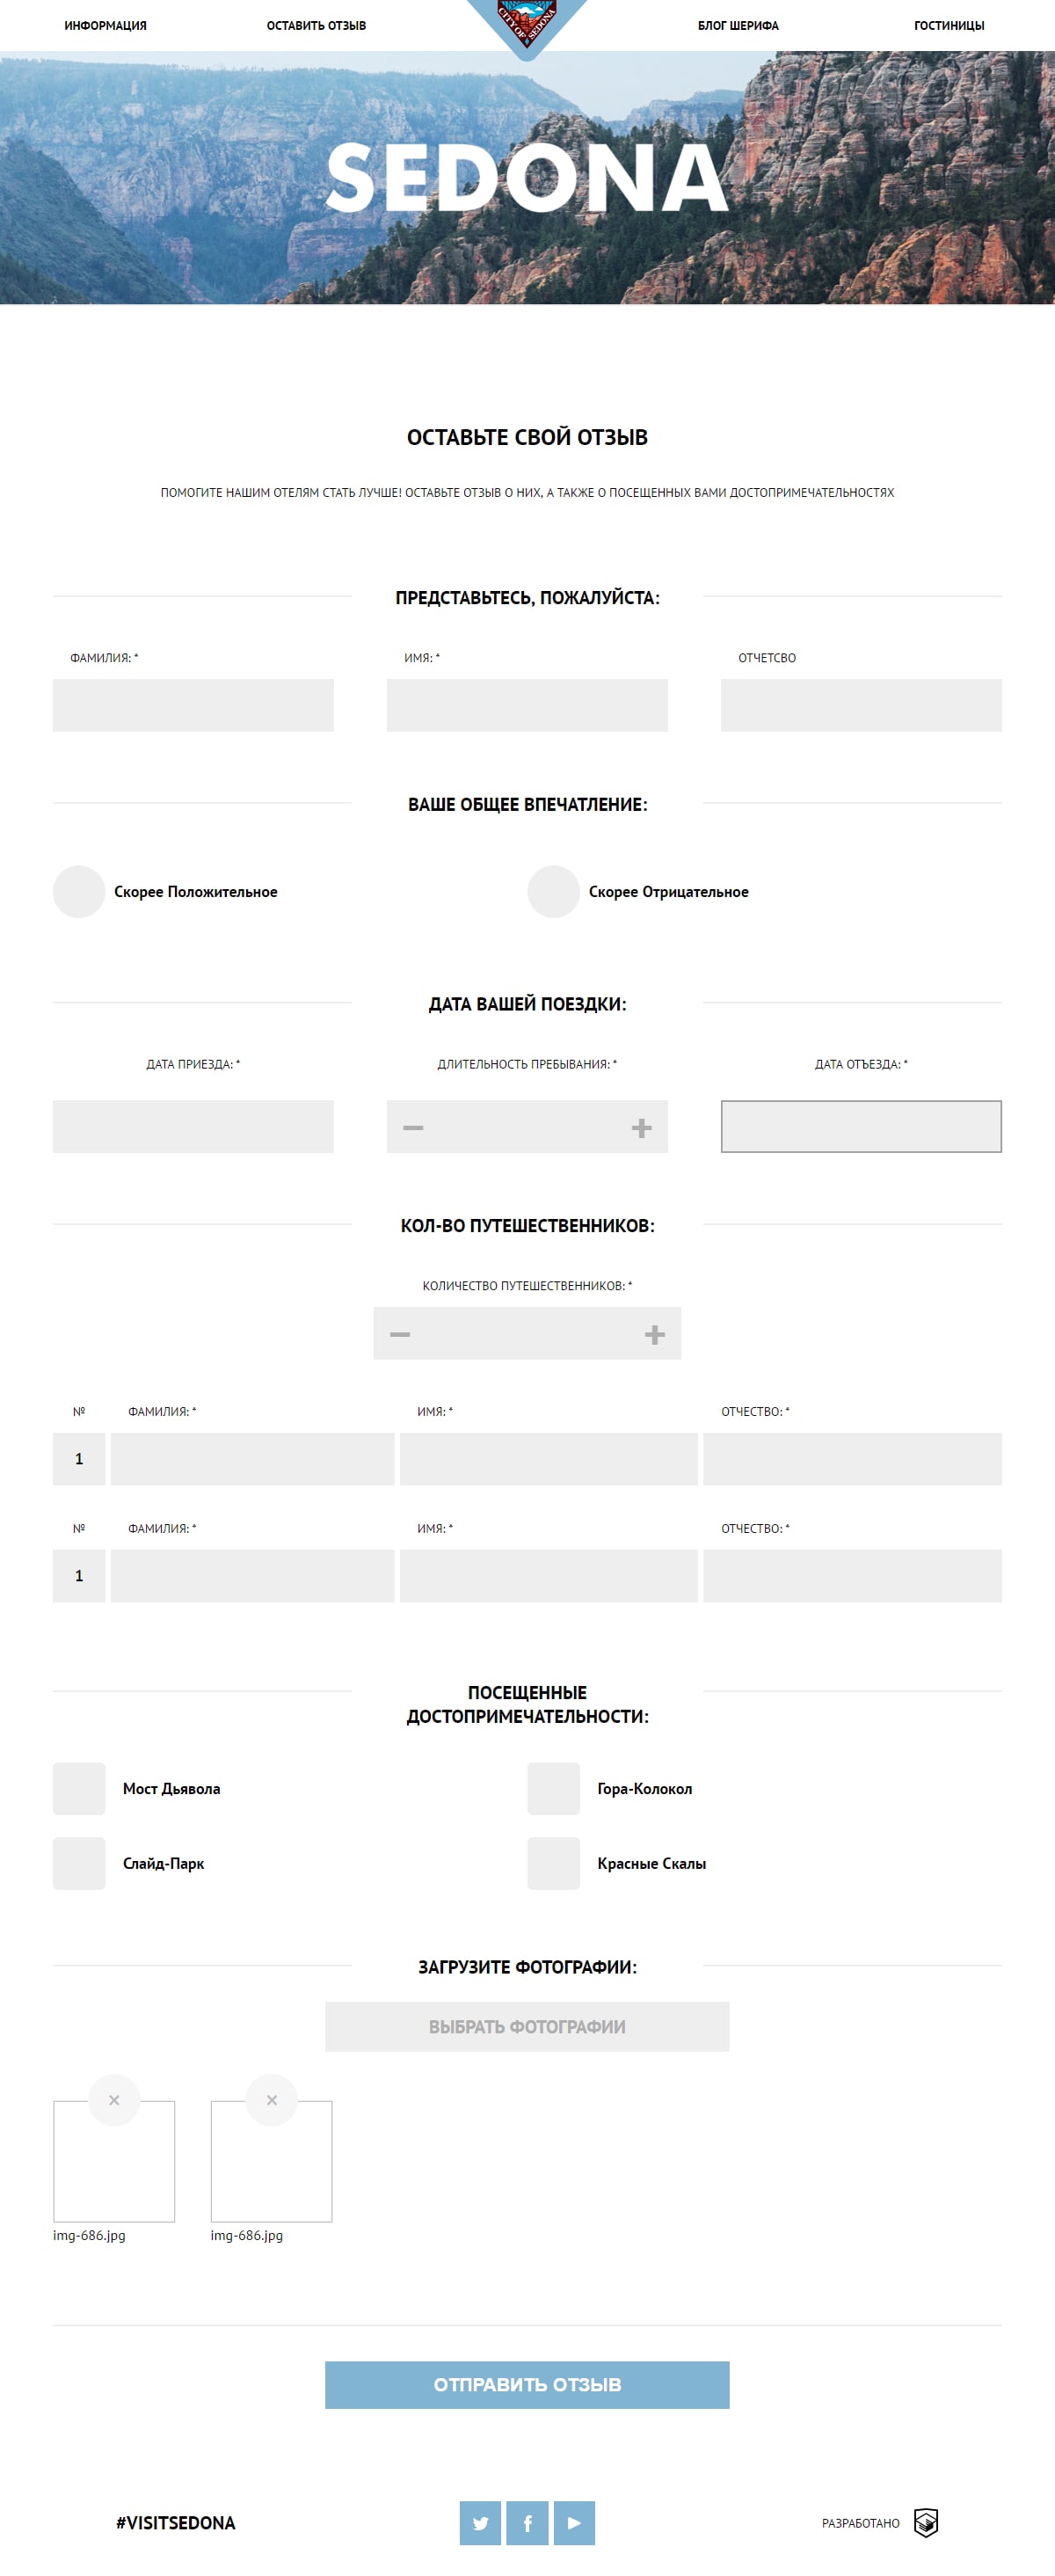 ИНФОРМАЦИЯ
ОСТАВИТЬ ОТЗЫВ
CITY OF SEDONA
БЛОГ ШЕРИФА
ГОСТИНИЦЫ
SEDONA
ОСТАВЬТЕ СВОЙ ОТЗЫВ
ПОМОГИТЕ НАШИМ ОТЕЛЯМ СТАТЬ ЛУЧШЕ! ОСТАВЬТЕ ОТЗЫВ О НИХ, А ТАКЖЕ О ПОСЕЩЕННЫХ ВАМИ ДОСТОПРИМЕЧАТЕЛЬНОСТЯХ
ПРЕДСТАВЬТЕСЬ, ПОЖАЛУЙСТА:
ФАМИЛИЯ: *
ИМЯ: *
ОТЧЕТСВО
ВАШЕ ОБЩЕЕ ВПЕЧАТЛЕНИЕ:
Скорее Положительное
Скорее Отрицательное
ДАТА ВАШЕЙ ПОЕЗДКИ:
ДАТА ПРИЕЗДА: *
ДЛИТЕЛЬНОСТЬ ПРЕБЫВАНИЯ: *
ДАТА ОТЪЕЗДА: *
КОЛ-ВО ПУТЕШЕСТВЕННИКОВ:
КОЛИЧЕСТВО ПУТЕШЕСТВЕННИКОВ: *
№
ФАМИЛИЯ: *
ИМЯ: *
ОТЧЕСТВО: *
1
№
ФАМИЛИЯ: *
ИМЯ: *
ОТЧЕСТВО: *
1
ПОСЕЩЕННЫЕ
ДОСТОПРИМЕЧАТЕЛЬНОСТИ:
Мост Дьявола
Гора-Колокол
Слайд-Парк
Красные Скалы
ЗАГРУЗИТЕ ФОТОГРАФИИ:
ВЫБРАТЬ ФОТОГРАФИИ
img-686.jpg
img-686.jpg
ОТПРАВИТЬ ОТЗЫВ
#VISITSEDONA
РАЗРАБОТАНО